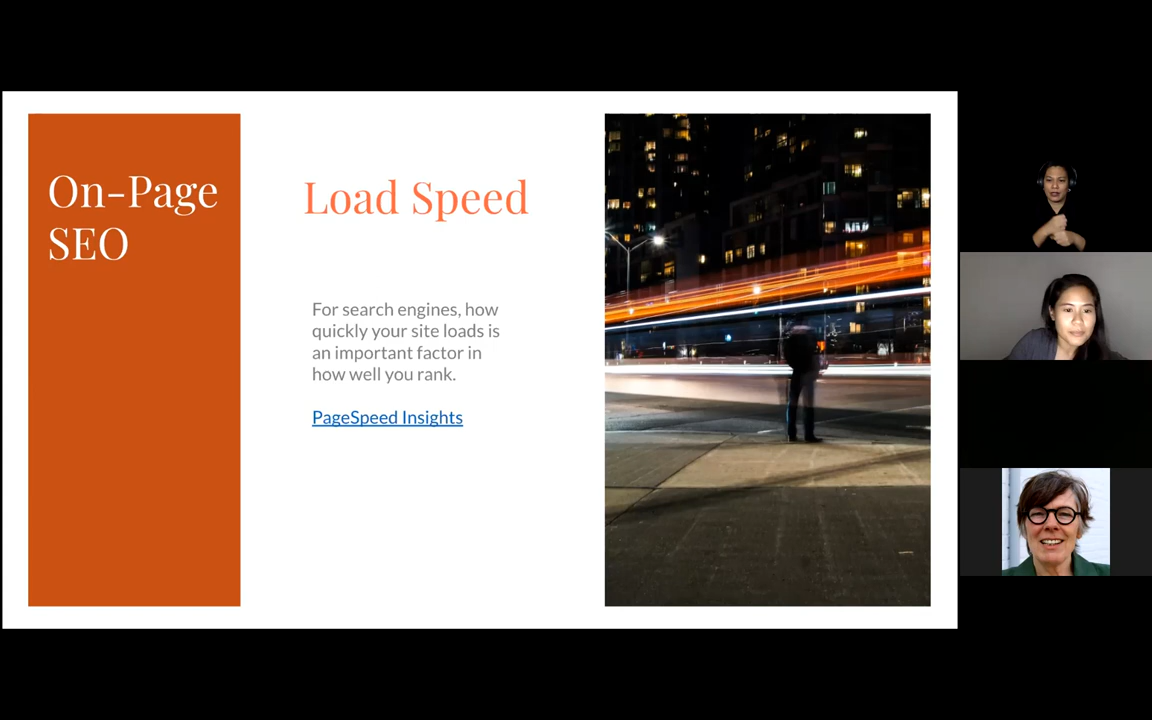 On-Page
SEO
Load Speed
For search engines, how
quickly your site loads is
an important factor in
how well you rank.
PageSpeed Insights